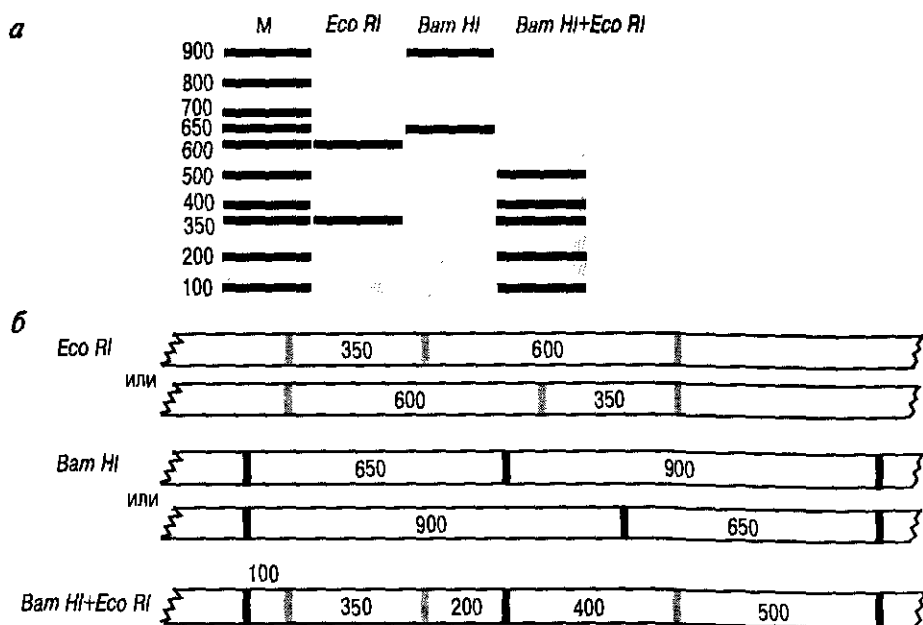 а
М Eco RI Bam HI Bam HI+Eco RI
900
800
700
650
600
500
400
350
200
100
б
Eco RI 350 600
или
600 350
Bam HI 650 900
или
900 650
100
Bam HI+Eco RI 350 200 400 500